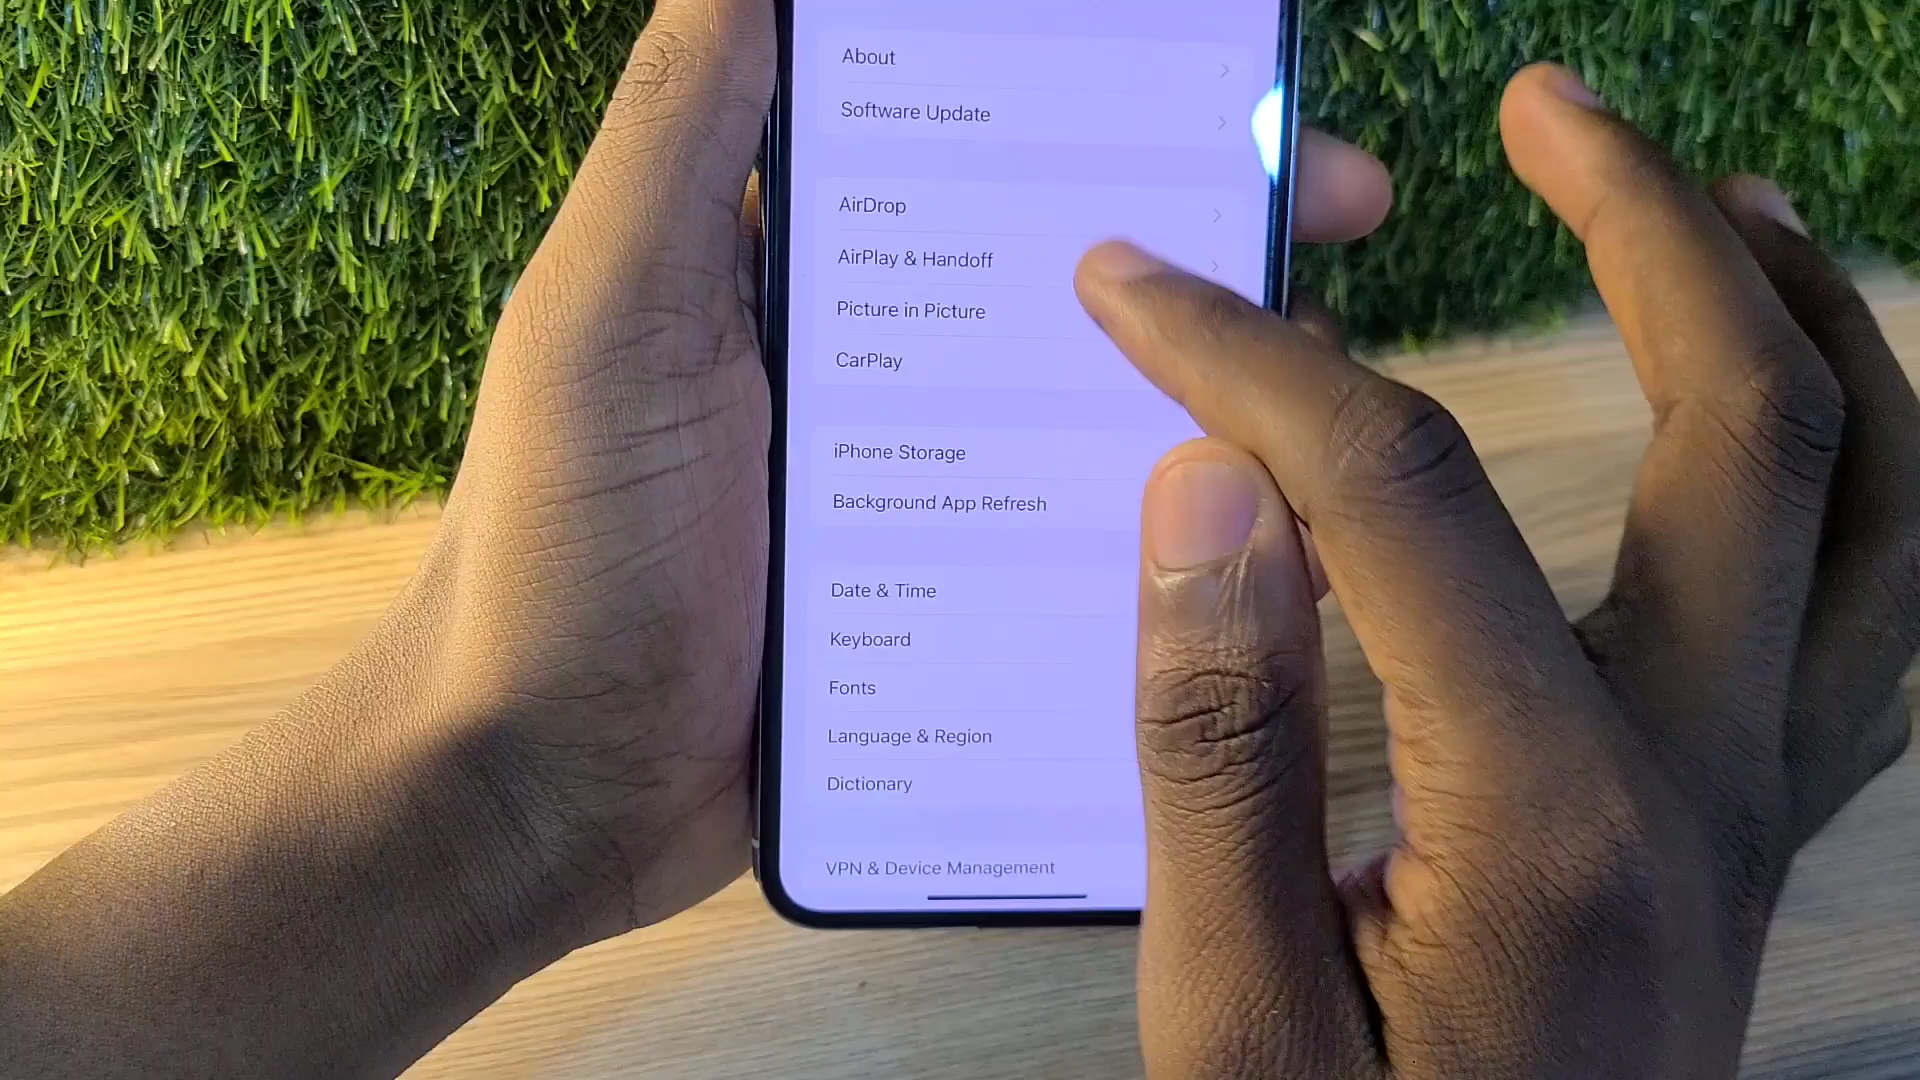 About
Software Update
AirDrop
AirPlay & Handoff
Picture in Picture
CarPlay
iPhone Storage
Background App Refresh
Date & Time
Keyboard
Fonts
Language & Region
Dictionary
VPN & Device Management